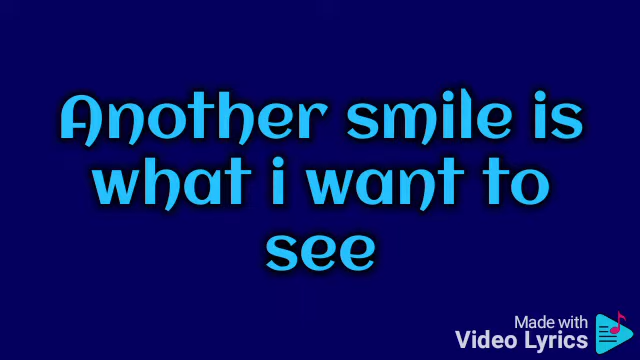 Another smile is
what i want to
see
Made with
Video Lyrics